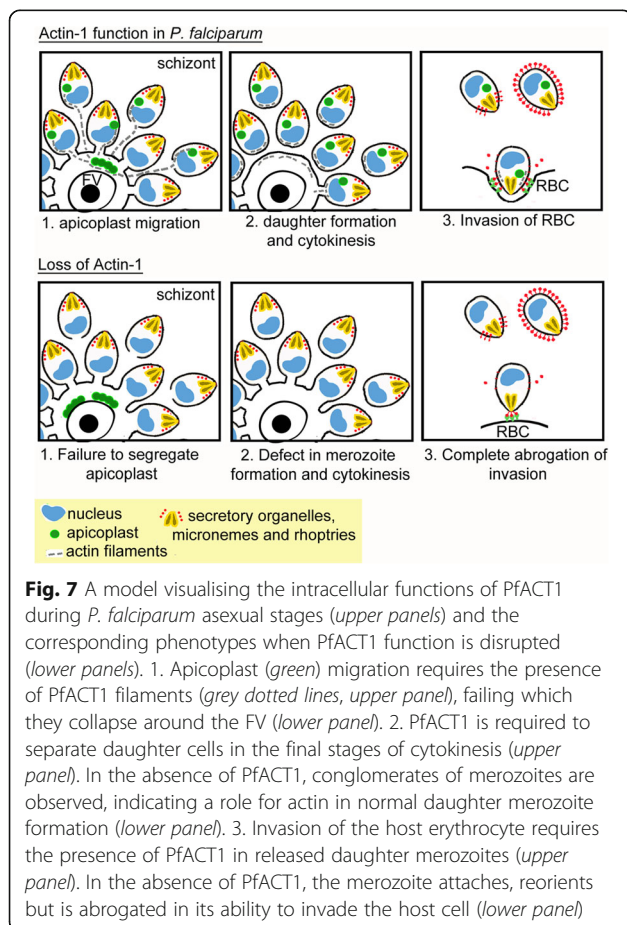 Actin-1 function in P. falciparum
schizont
FV
RBC
1. apicoplast migration
2. daughter formation
and cytokinesis
3. Invasion of RBC
Loss of Actin-1
schizont
RBC
1. Failure to segregate
apicoplast
2. Defect in merozoite
formation and cytokinesis
3. Complete abrogation of
invasion
nucleus
apicoplast
actin filaments
secretory organelles,
micronemes and rhoptries
Fig. 7 A model visualising the intracellular functions of PfACT1
during P. falciparum asexual stages (upper panels) and the
corresponding phenotypes when PfACT1 function is disrupted
(lower panels). 1. Apicoplast (green) migration requires the presence
of PfACT1 filaments (grey dotted lines, upper panel), failing which
they collapse around the FV (lower panel). 2. PfACT1 is required to
separate daughter cells in the final stages of cytokinesis (upper
panel). In the absence of PfACT1, conglomerates of merozoites are
observed, indicating a role for actin in normal daughter merozoite
formation (lower panel). 3. Invasion of the host erythrocyte requires
the presence of PfACT1 in released daughter merozoites (upper
panel). In the absence of PfACT1, the merozoite attaches, reorients
but is abrogated in its ability to invade the host cell (lower panel)